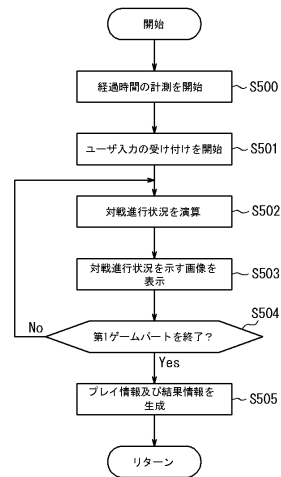 開始
経過時間の計測を開始
S500
ユーザ入力の受け付けを開始
S501
対戦進行状況を演算
S502
対戦進行状況を示す画像を
表示
S503
S504
第1ゲームパートを終了?
No
Yes
プレイ情報及び結果情報を
生成
S505
リターン